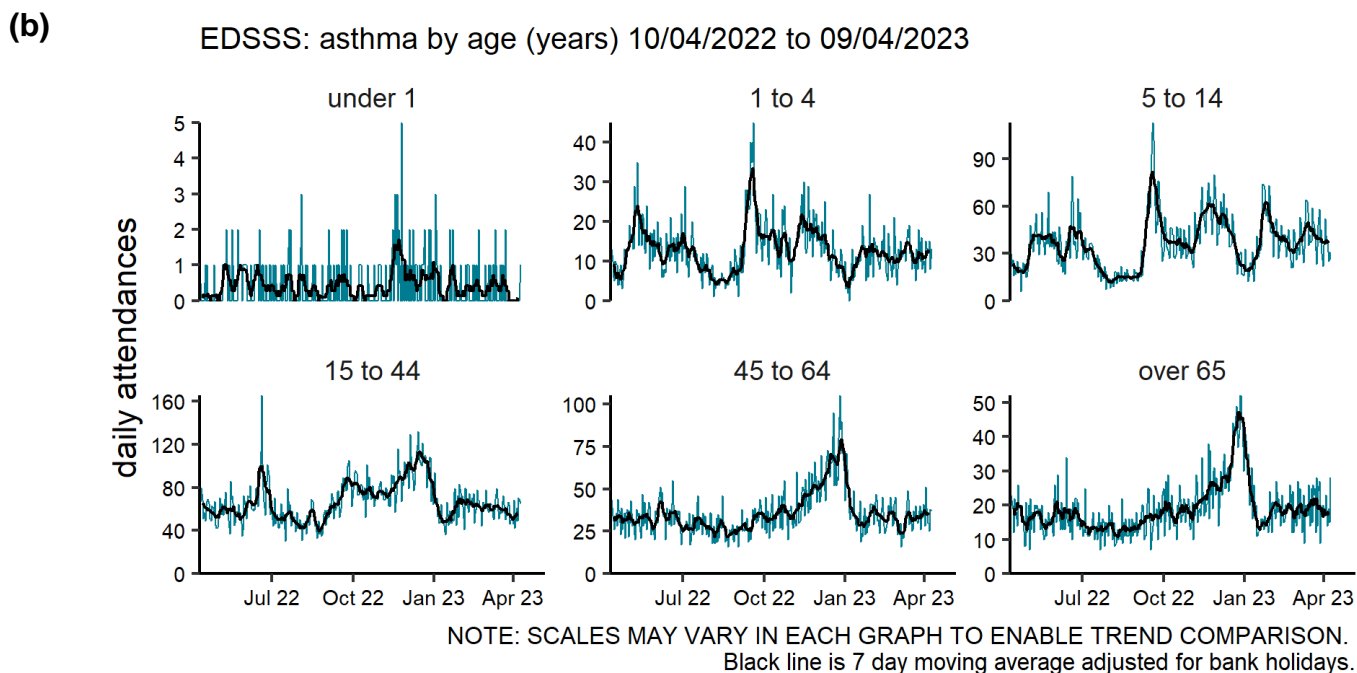 (b)
EDSSS: asthma by age (years) 10/04/2022 to 09/04/2023
daily attendances
under 1
5
4
3
2
1
0
1 to 4
40
30
20
10
0
5 to 14
90
60
30
0
15 to 44
160
120
80
40
0
Jul 22 Oct 22 Jan 23 Apr 23
45 to 64
100
75
50
25
0
Jul 22 Oct 22 Jan 23 Apr 23
over 65
50
40
30
20
10
0
Jul 22 Oct 22 Jan 23 Apr 23
NOTE: SCALES MAY VARY IN EACH GRAPH TO ENABLE TREND COMPARISON.
Black line is 7 day moving average adjusted for bank holidays.